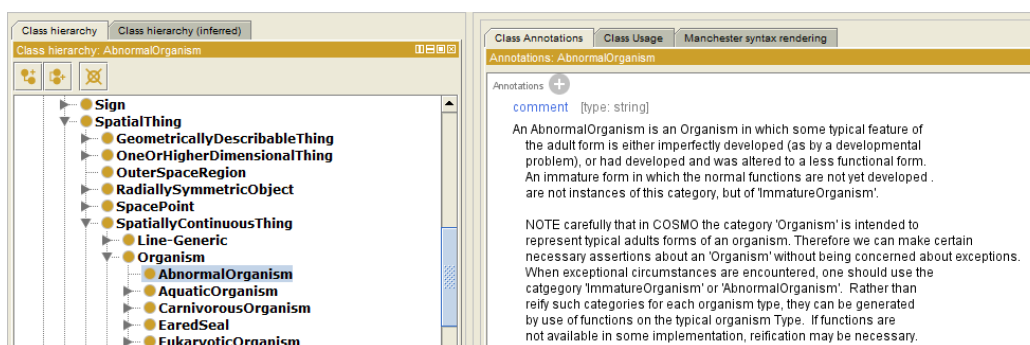 Class hierarchy
Class hierarchy (inferred)
Class hierarchy: AbnormalOrganism
Sign
SpatialThing
GeometricallyDescribableThing
OneOrHigherDimensionalThing
OuterSpaceRegion
RadiallySymmetricObject
SpacePoint
SpatiallyContinuousThing
Line-Generic
Organism
AbnormalOrganism
AquaticOrganism
CarnivorousOrganism
EaredSeal
EukaryoticOrganism
Class Annotations
Class Usage
Manchester syntax rendering
Annotations: AbnormalOrganism
Annotations
comment [type: string]
An AbnormalOrganism is an Organism in which some typical feature of
the adult form is either imperfectly developed (as by a developmental
problem), or had developed and was altered to a less functional form.
An immature form in which the normal functions are not yet developed .
are not instances of this category, but of 'ImmatureOrganism'.
NOTE carefully that in COSMO the category 'Organism' is intended to
represent typical adults forms of an organism. Therefore we can make certain
necessary assertions about an 'Organism' without being concerned about exceptions.
When exceptional circumstances are encountered, one should use the
catgegory 'ImmatureOrganism' or 'AbnormalOrganism'. Rather than
reify such categories for each organism type, they can be generated
by use of functions on the typical organism Type. If functions are
not available in some implementation, reification may be necessary.